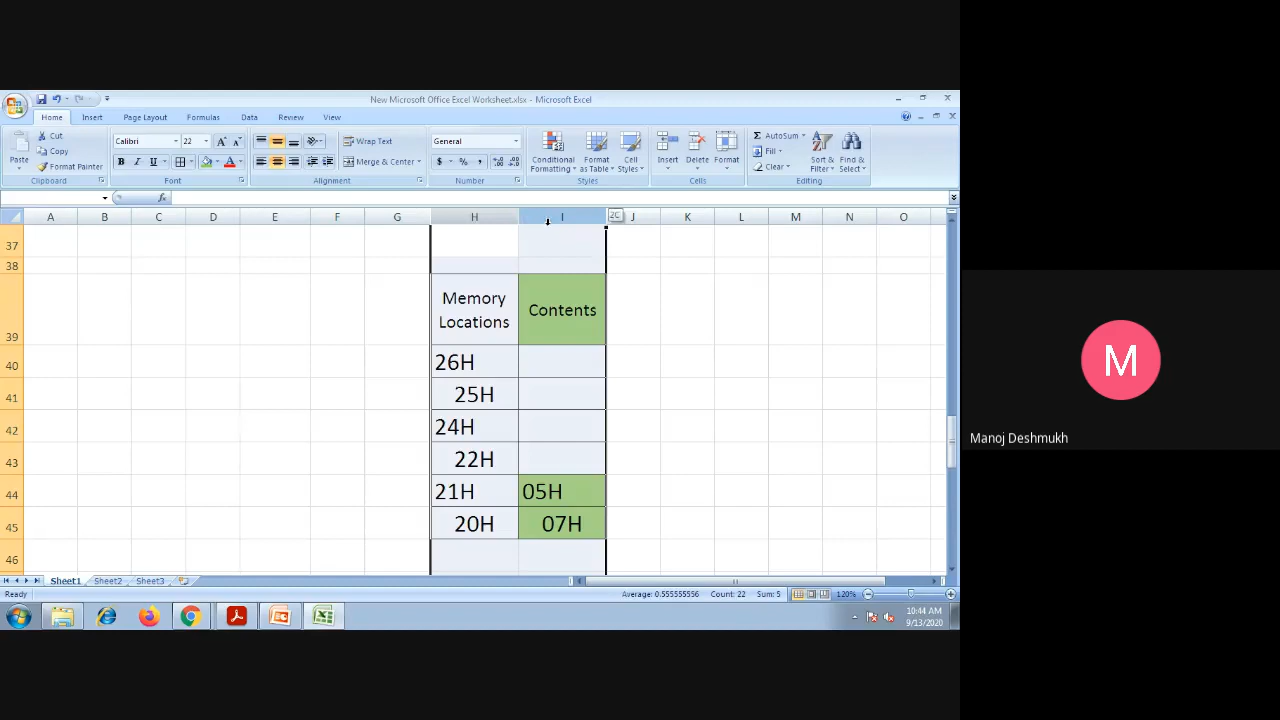 New Microsoft Office Excel Worksheet.xlsx - Microsoft Excel
Home Insert Page Layout Formulas Data Review View
Paste
Cut
Copy
Format Painter
Clipboard
Calibri 22
B I U A
Font
Wrap Text
Merge & Center
Alignment
General
$ % ,
Number
Conditional Formatting
Format as Table
Cell Styles
Styles
Insert Delete Format
Cells
AutoSum
Fill
Clear
Sort & Filter
Find & Select
Editing
fx
A B C D E F G H I 2C J K L M N O
37
38
39 Memory Locations Contents
40 26H
41 25H
42 24H
43 22H
44 21H 05H
45 20H 07H
46
Sheet1 Sheet2 Sheet3
Ready Average: 0.555555556 Count: 22 Sum: 5 120%
10:44 AM
9/13/2020
M
Manoj Deshmukh